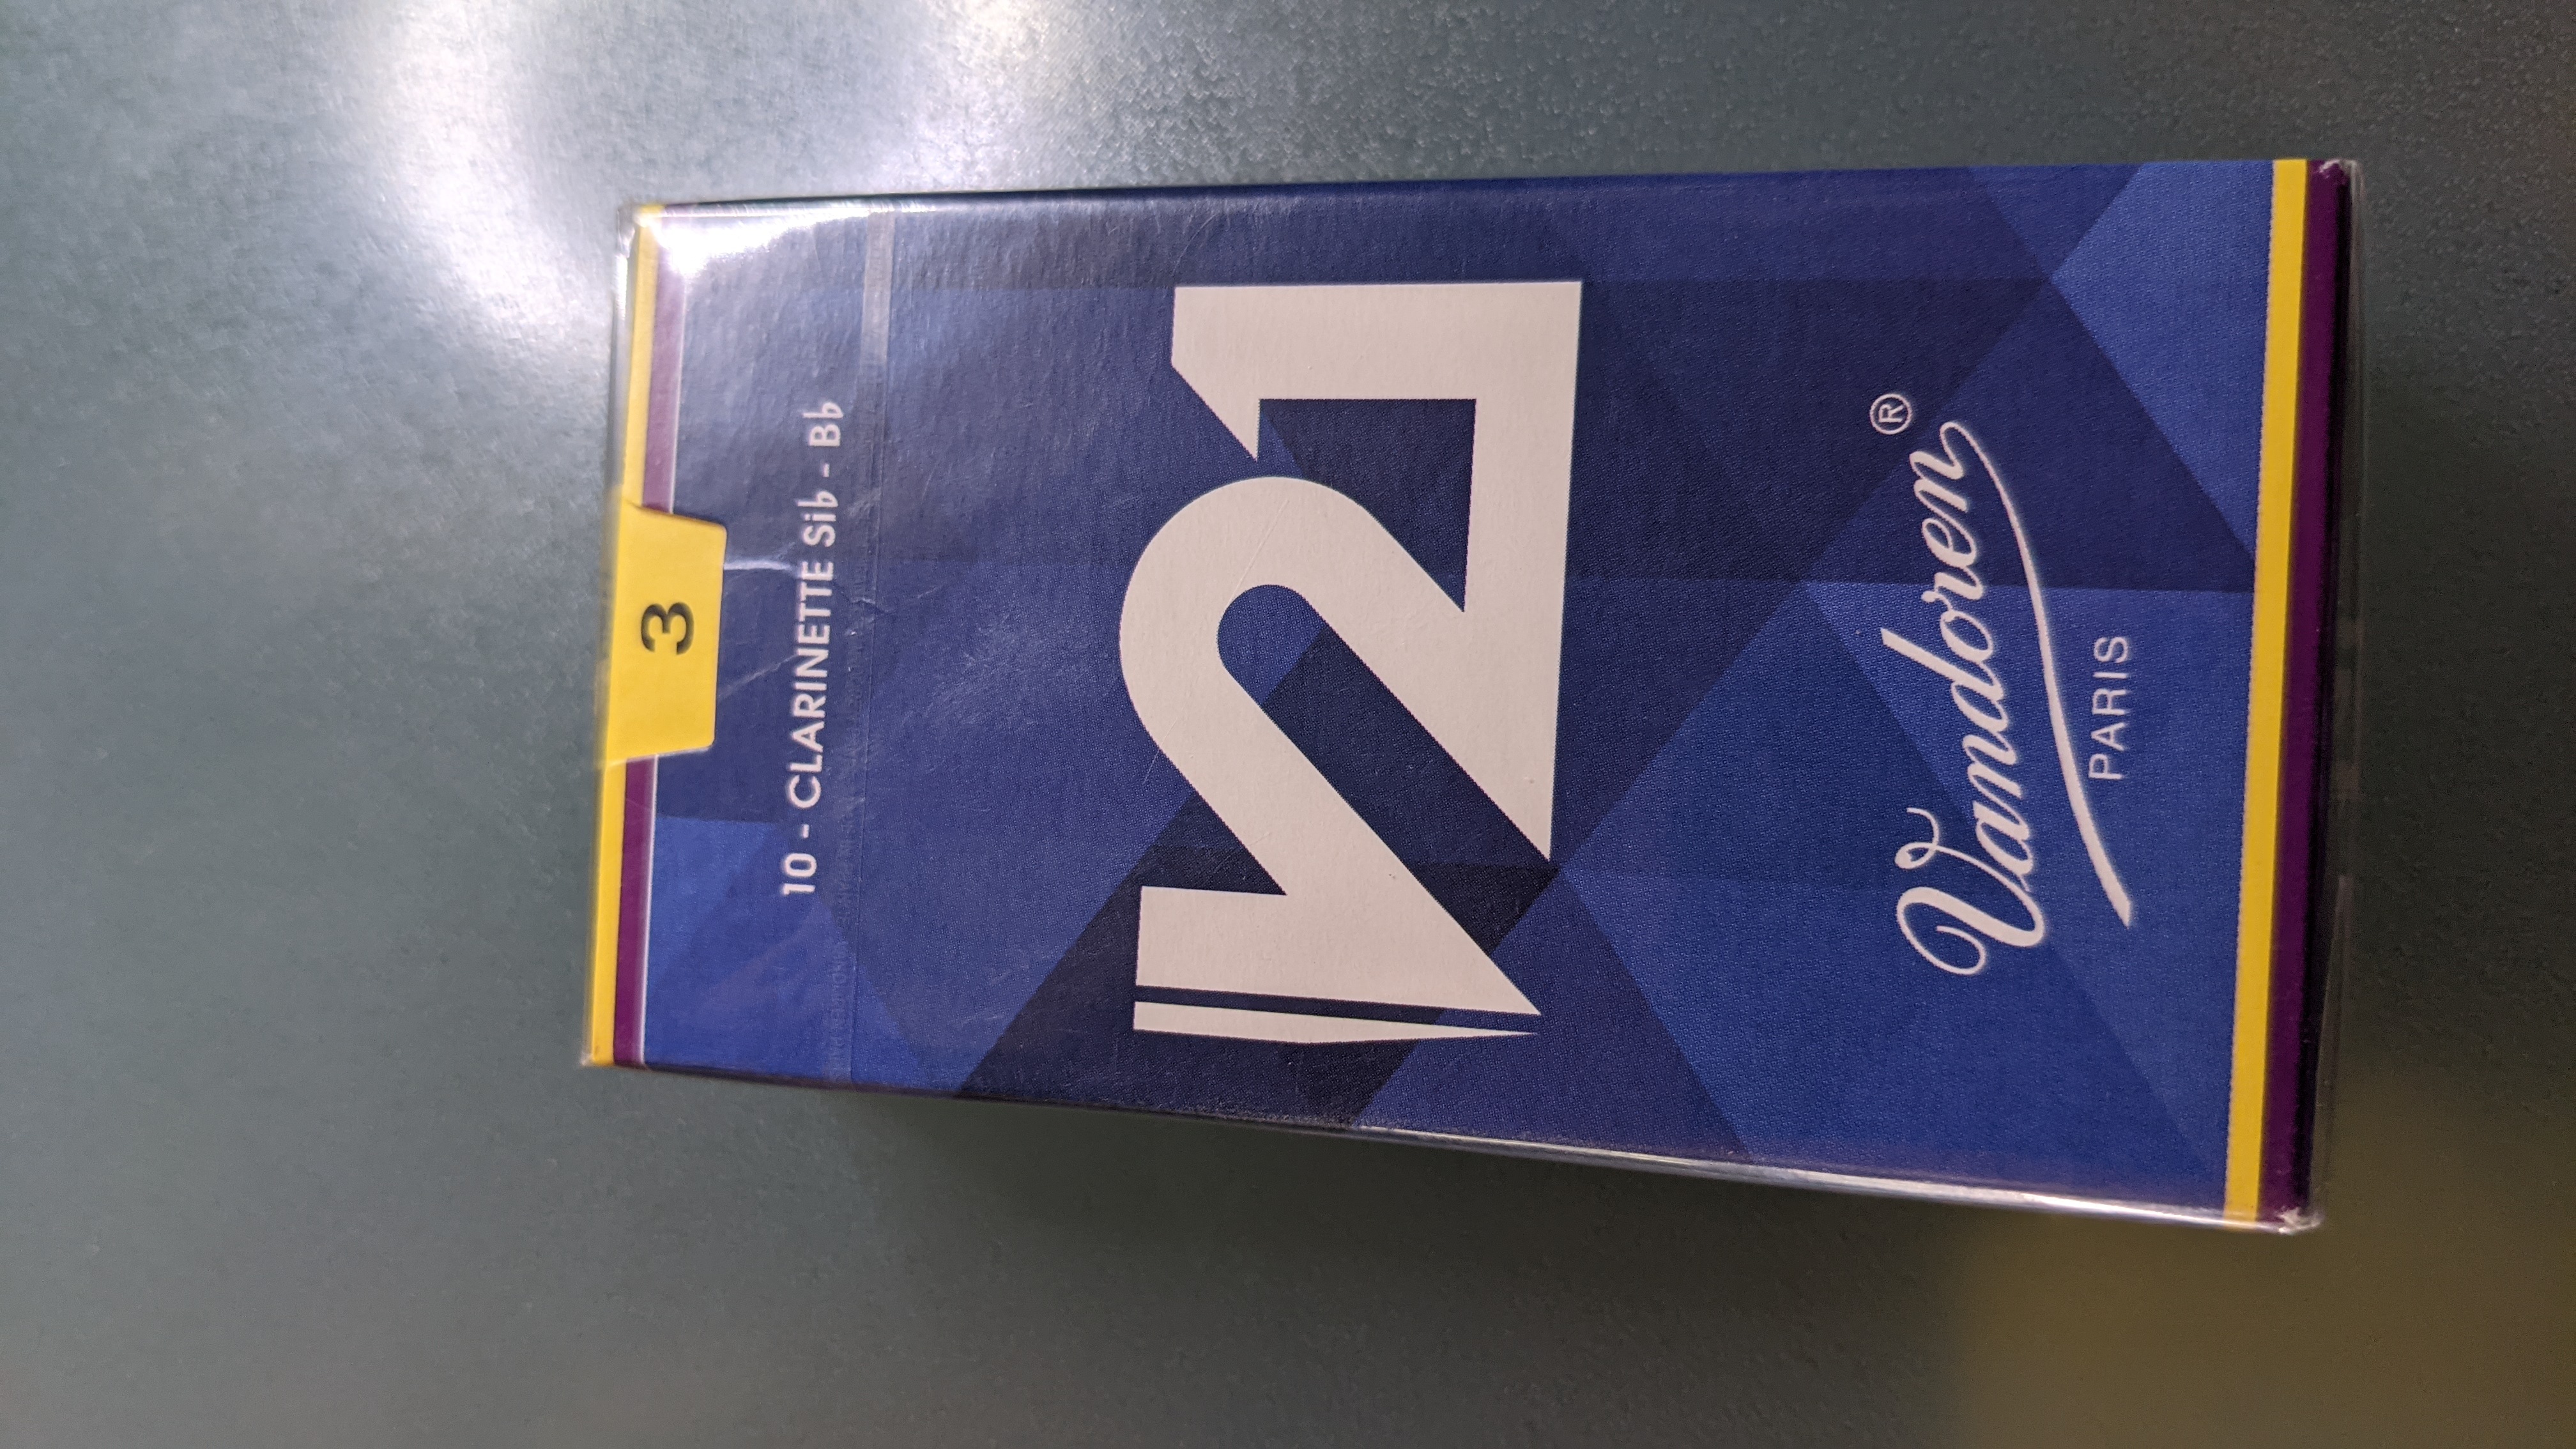 3
10 - CLARINETTE Si♭ - B♭
V21
Vandoren®
PARIS